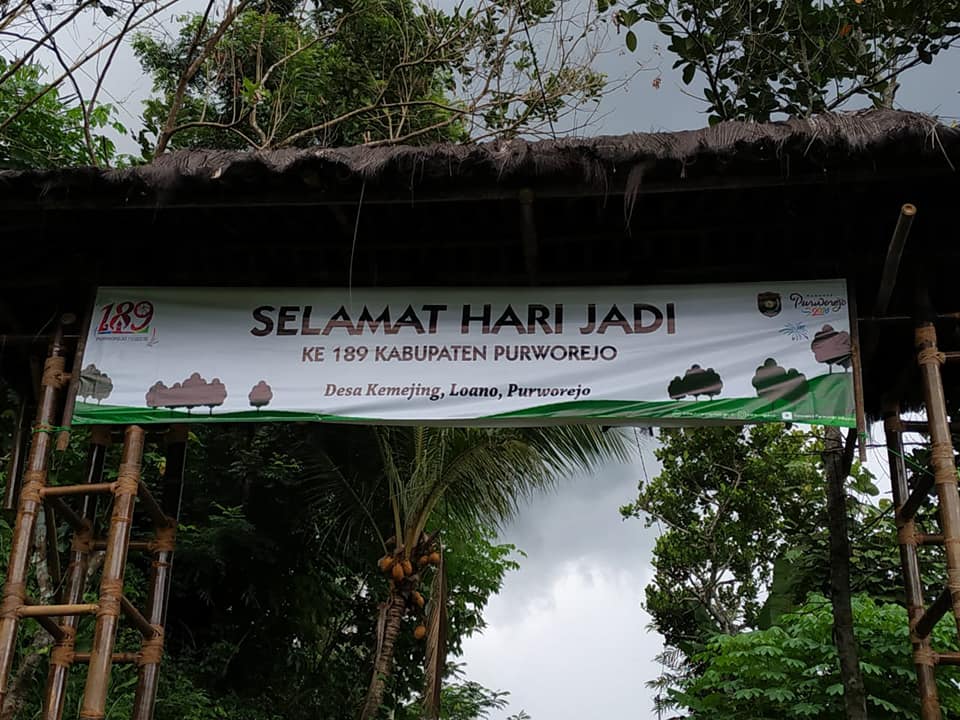 189
SELAMAT HARI JADI
KE 189 KABUPATEN PURWOREJO
Desa Kemejing, Loano, Purworejo
Purworejo